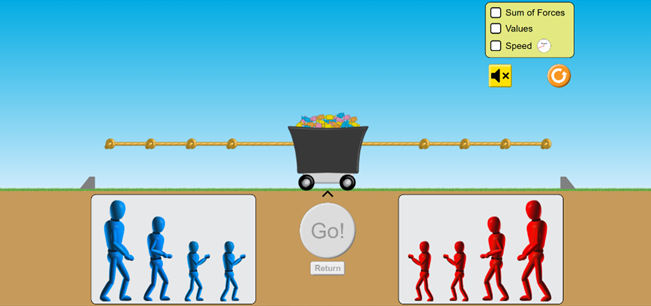 Sum of Forces
Values
Speed
Go!
Return